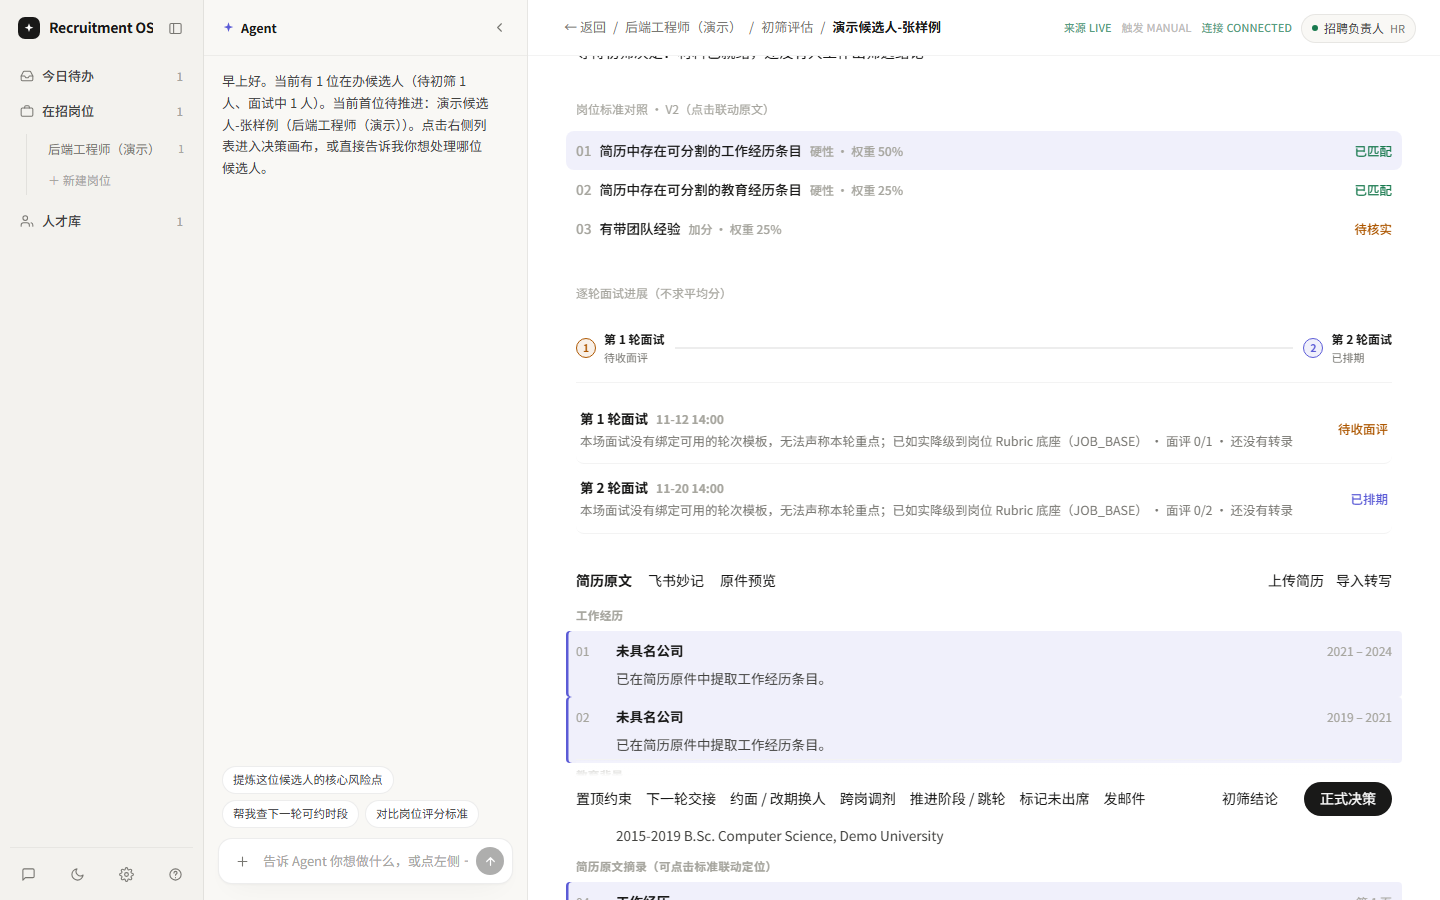 Recruitment OS
今日待办 1
在招岗位 1
后端工程师（演示） 1
+ 新建岗位
人才库 1
Agent
早上好。当前有 1 位在办候选人（待初筛 1
人、面试中 1 人）。当前首位待推进：演示候选
人-张样例（后端工程师（演示））。点击右侧列
表进入决策画布，或直接告诉我你想处理哪位
候选人。
提炼这位候选人的核心风险点
帮我查下一轮可约时段
对比岗位评分标准
告诉 Agent 你想做什么，或点左侧
← 返回 / 后端工程师（演示） / 初筛评估 / 演示候选人-张样例
来源 LIVE 触发 MANUAL 连接 CONNECTED 招聘负责人 HR
岗位标准对照 · V2（点击联动原文）
01 简历中存在可分割的工作经历条目 硬性 · 权重 50% 已匹配
02 简历中存在可分割的教育经历条目 硬性 · 权重 25% 已匹配
03 有带团队经验 加分 · 权重 25% 待核实
逐轮面试进展（不求平均分）
1 第 1 轮面试 待收面评
2 第 2 轮面试 已排期
第 1 轮面试 11-12 14:00
本场面试没有绑定可用的轮次模板，无法声称本轮重点；已如实降级到岗位 Rubric 底座（JOB_BASE） · 面评 0/1 · 还没有转录
待收面评
第 2 轮面试 11-20 14:00
本场面试没有绑定可用的轮次模板，无法声称本轮重点；已如实降级到岗位 Rubric 底座（JOB_BASE） · 面评 0/2 · 还没有转录
已排期
简历原文 飞书妙记 原件预览 上传简历 导入转写
工作经历
01 未具名公司 2021 – 2024
已在简历原件中提取工作经历条目。
02 未具名公司 2019 – 2021
已在简历原件中提取工作经历条目。
置顶约束 下一轮交接 约面 / 改期换人 跨岗调剂 推进阶段 / 跳轮 标记未出席 发邮件 初筛结论 正式决策
2015-2019 B.Sc. Computer Science, Demo University
简历原文摘录（可点击标准联动定位）